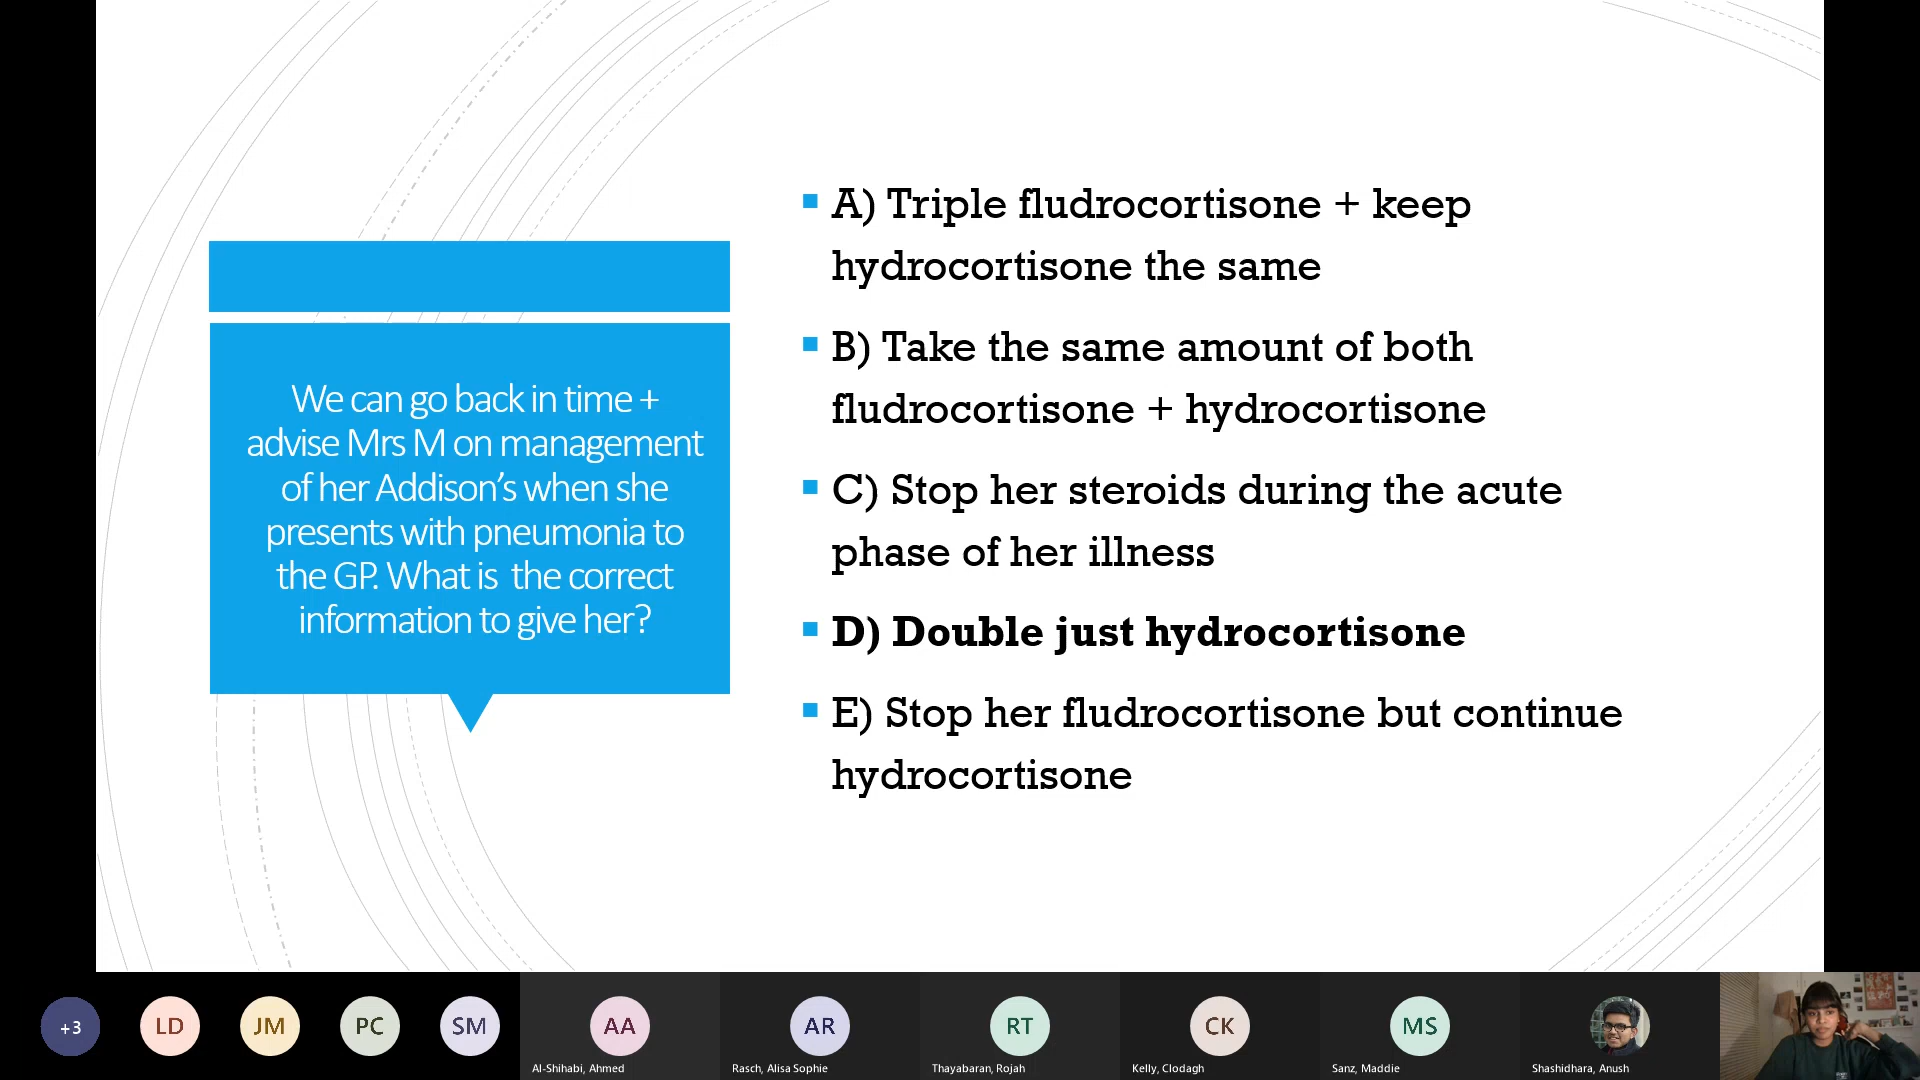 We can go back in time +
advise Mrs M on management
of her Addison’s when she
presents with pneumonia to
the GP. What is the correct
information to give her?
A) Triple fludrocortisone + keep
hydrocortisone the same
B) Take the same amount of both
fludrocortisone + hydrocortisone
C) Stop her steroids during the acute
phase of her illness
D) Double just hydrocortisone
E) Stop her fludrocortisone but continue
hydrocortisone
+3
LD
JM
PC
SM
AA
AR
RT
CK
MS
Al-Shihabi, Ahmed
Rasch, Alisa Sophie
Thayabaran, Rojah
Kelly, Clodagh
Sanz, Maddie
Shashidhara, Anush